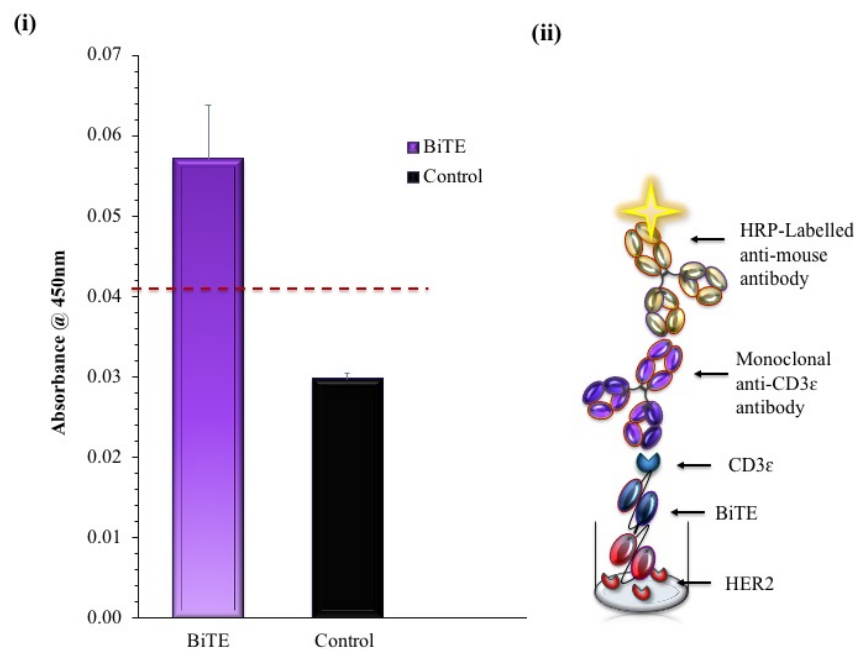 (i)
0.07
0.06
0.05
0.04
0.03
0.02
0.01
0.00
Absorbance @ 450nm
BiTE
Control
BiTE
Control
(ii)
HRP-Labelled
anti-mouse
antibody
Monoclonal
anti-CD3ε
antibody
CD3ε
BiTE
HER2